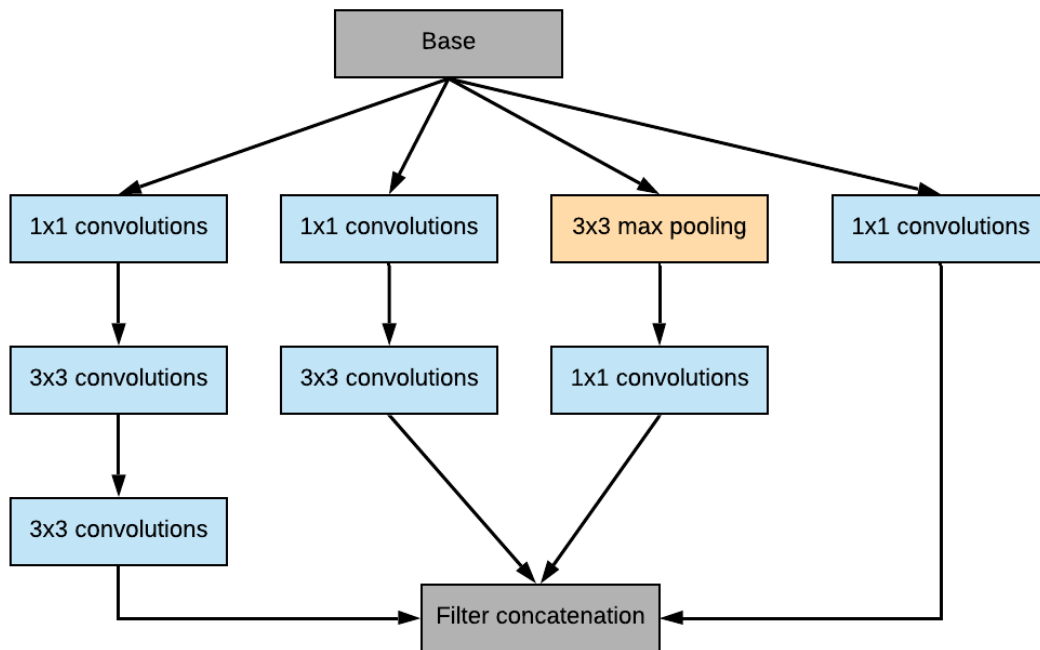 Base
1x1 convolutions
1x1 convolutions
3x3 max pooling
1x1 convolutions
3x3 convolutions
3x3 convolutions
1x1 convolutions
3x3 convolutions
Filter concatenation